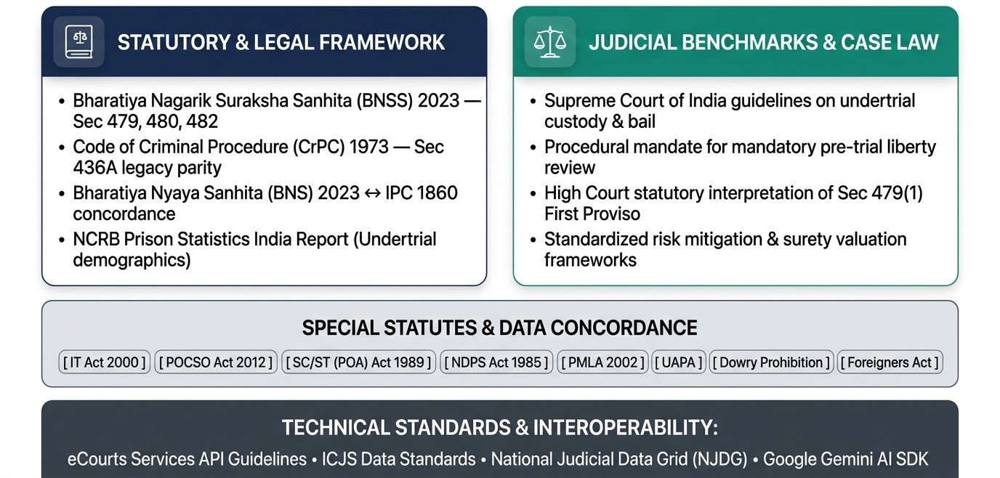 STATUTORY & LEGAL FRAMEWORK
• Bharatiya Nagarik Suraksha Sanhita (BNSS) 2023 —
Sec 479, 480, 482
• Code of Criminal Procedure (CrPC) 1973 — Sec
436A legacy parity
• Bharatiya Nyaya Sanhita (BNS) 2023 ↔ IPC 1860
concordance
• NCRB Prison Statistics India Report (Undertrial
demographics)
JUDICIAL BENCHMARKS & CASE LAW
• Supreme Court of India guidelines on undertrial
custody & bail
• Procedural mandate for mandatory pre-trial liberty
review
• High Court statutory interpretation of Sec 479(1)
First Proviso
• Standardized risk mitigation & surety valuation
frameworks
SPECIAL STATUTES & DATA CONCORDANCE
[ IT Act 2000 ] [ POCSO Act 2012 ] [ SC/ST (POA) Act 1989 ] [ NDPS Act 1985 ] [ PMLA 2002 ] [ UAPA ] [ Dowry Prohibition ] [ Foreigners Act ]
TECHNICAL STANDARDS & INTEROPERABILITY:
eCourts Services API Guidelines • ICJS Data Standards • National Judicial Data Grid (NJDG) • Google Gemini AI SDK